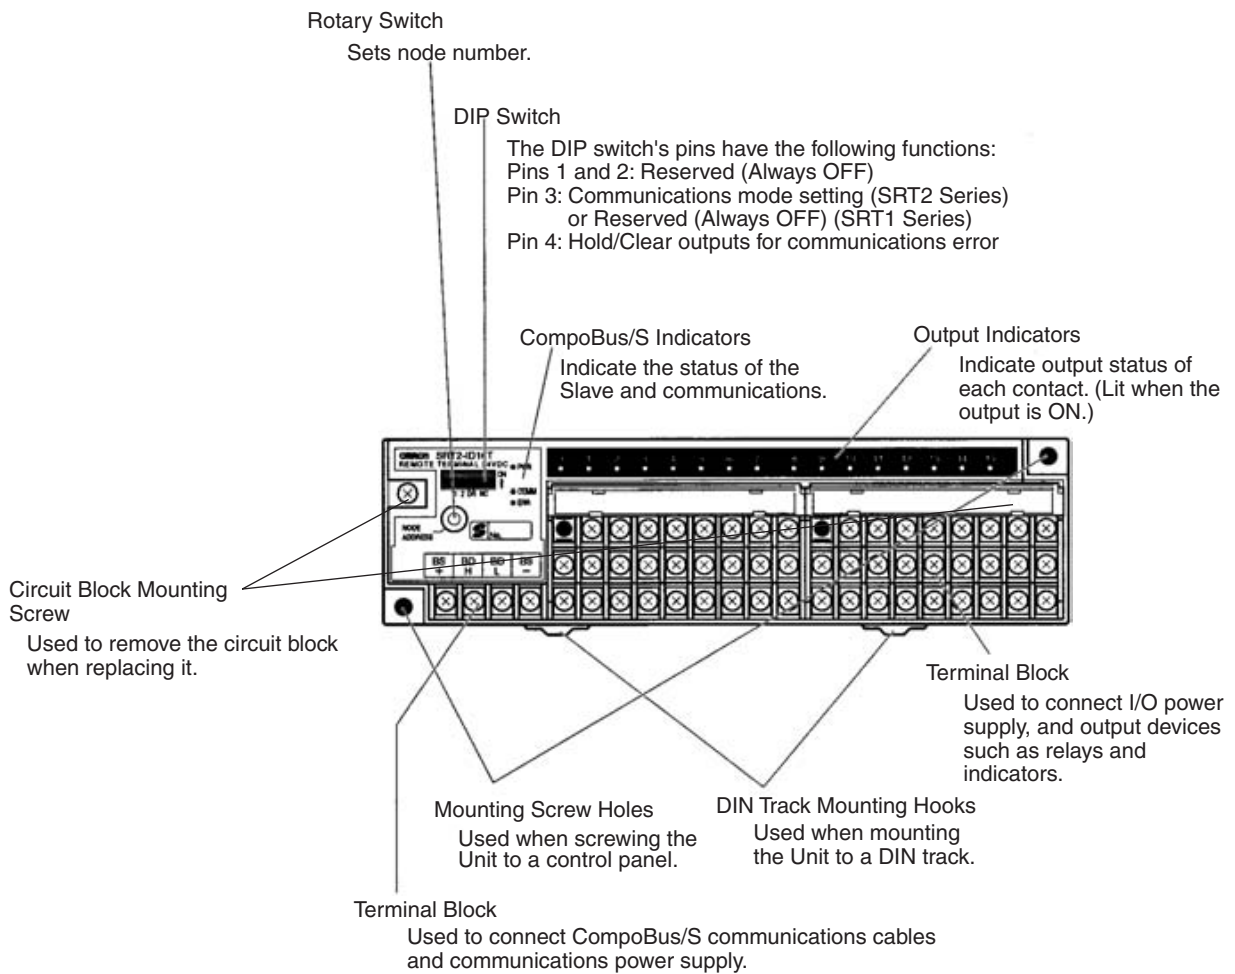 Rotary Switch
Sets node number.
DIP Switch
The DIP switch's pins have the following functions:
Pins 1 and 2: Reserved (Always OFF)
Pin 3: Communications mode setting (SRT2 Series)
or Reserved (Always OFF) (SRT1 Series)
Pin 4: Hold/Clear outputs for communications error
CompoBus/S Indicators
Indicate the status of the
Slave and communications.
Output Indicators
Indicate output status of
each contact. (Lit when the
output is ON.)
OMRON
REMOTE TERMINAL 24VDC
PWR
ON
COMM
ERR
NODE
ADDRESS
No.
BS
+
BD
H
BD
L
BS
−
Circuit Block Mounting
Screw
Used to remove the circuit block
when replacing it.
Terminal Block
Used to connect I/O power
supply, and output devices
such as relays and
indicators.
Mounting Screw Holes
Used when screwing the
Unit to a control panel.
DIN Track Mounting Hooks
Used when mounting
the Unit to a DIN track.
Terminal Block
Used to connect CompoBus/S communications cables
and communications power supply.